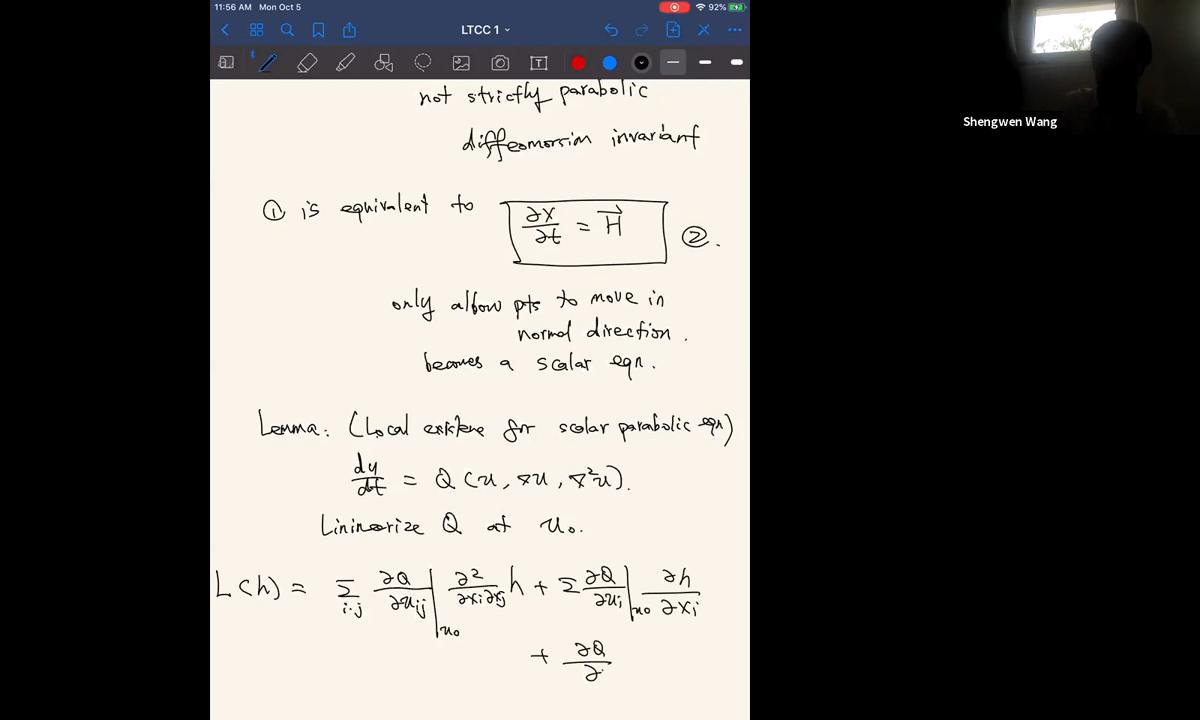 11:56 AM Mon Oct 5
92%
LTCC 1
Shengwen Wang
not strictly parabolic
diffeomorsim invariant
① is equivalent to ∂X/∂t = H⃗ ②.
only allow pts to move in
normal direction.
becomes a scalar eqn.
Lemma: (Local existene for scalar parabolic eqn)
du/dt = Q(u, ∇u, ∇²u).
Lininearize Q at u₀.
L(h) = Σ_{i,j} ∂Q/∂u_{ij}|_{u₀} ∂²/∂x_i∂x_j h + Σ ∂Q/∂u_i|_{u₀} ∂h/∂x_i
+ ∂Q/∂